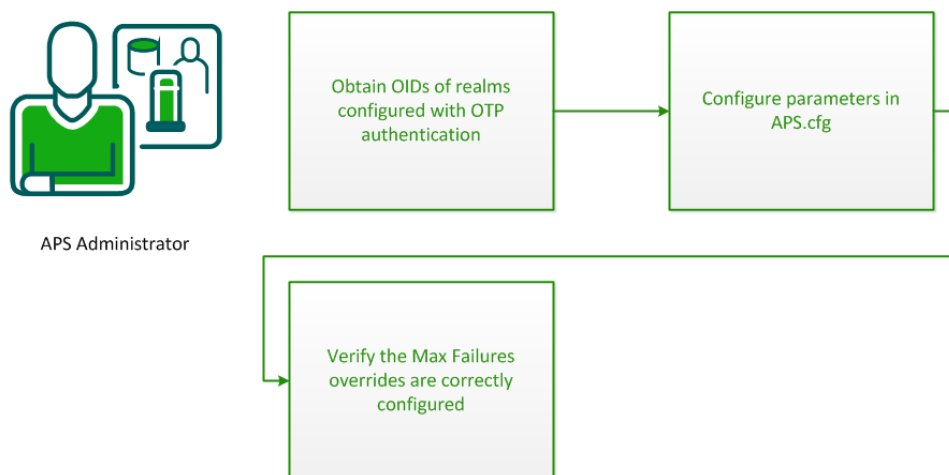 Obtain OIDs of realms
configured with OTP
authentication
Configure parameters in
APS.cfg
APS Administrator
Verify the Max Failures
overrides are correctly
configured